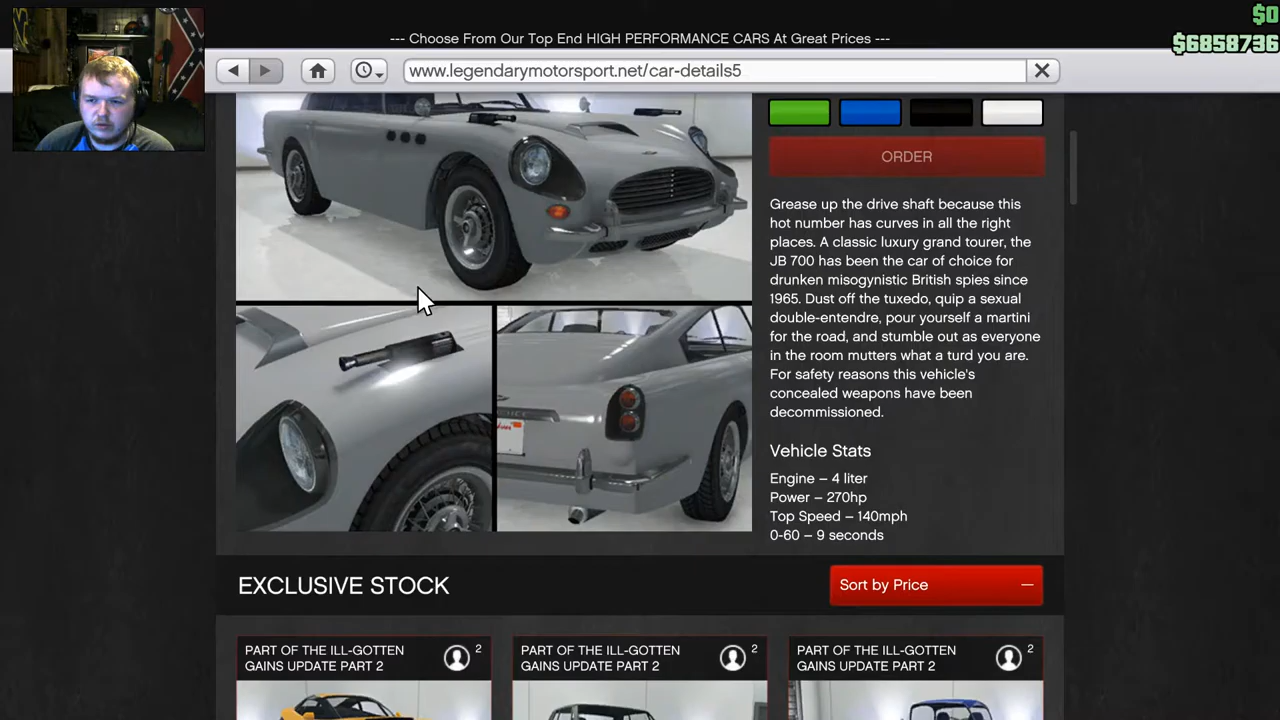 $0
$6858736
--- Choose From Our Top End HIGH PERFORMANCE CARS At Great Prices ---
www.legendarymotorsport.net/car-details5
ORDER
Grease up the drive shaft because this
hot number has curves in all the right
places. A classic luxury grand tourer, the
JB 700 has been the car of choice for
drunken misogynistic British spies since
1965. Dust off the tuxedo, quip a sexual
double-entendre, pour yourself a martini
for the road, and stumble out as everyone
in the room mutters what a turd you are.
For safety reasons this vehicle's
concealed weapons have been
decommissioned.
Vehicle Stats
Engine – 4 liter
Power – 270hp
Top Speed – 140mph
0-60 – 9 seconds
EXCLUSIVE STOCK
Sort by Price
PART OF THE ILL-GOTTEN
GAINS UPDATE PART 2
2
PART OF THE ILL-GOTTEN
GAINS UPDATE PART 2
2
PART OF THE ILL-GOTTEN
GAINS UPDATE PART 2
2